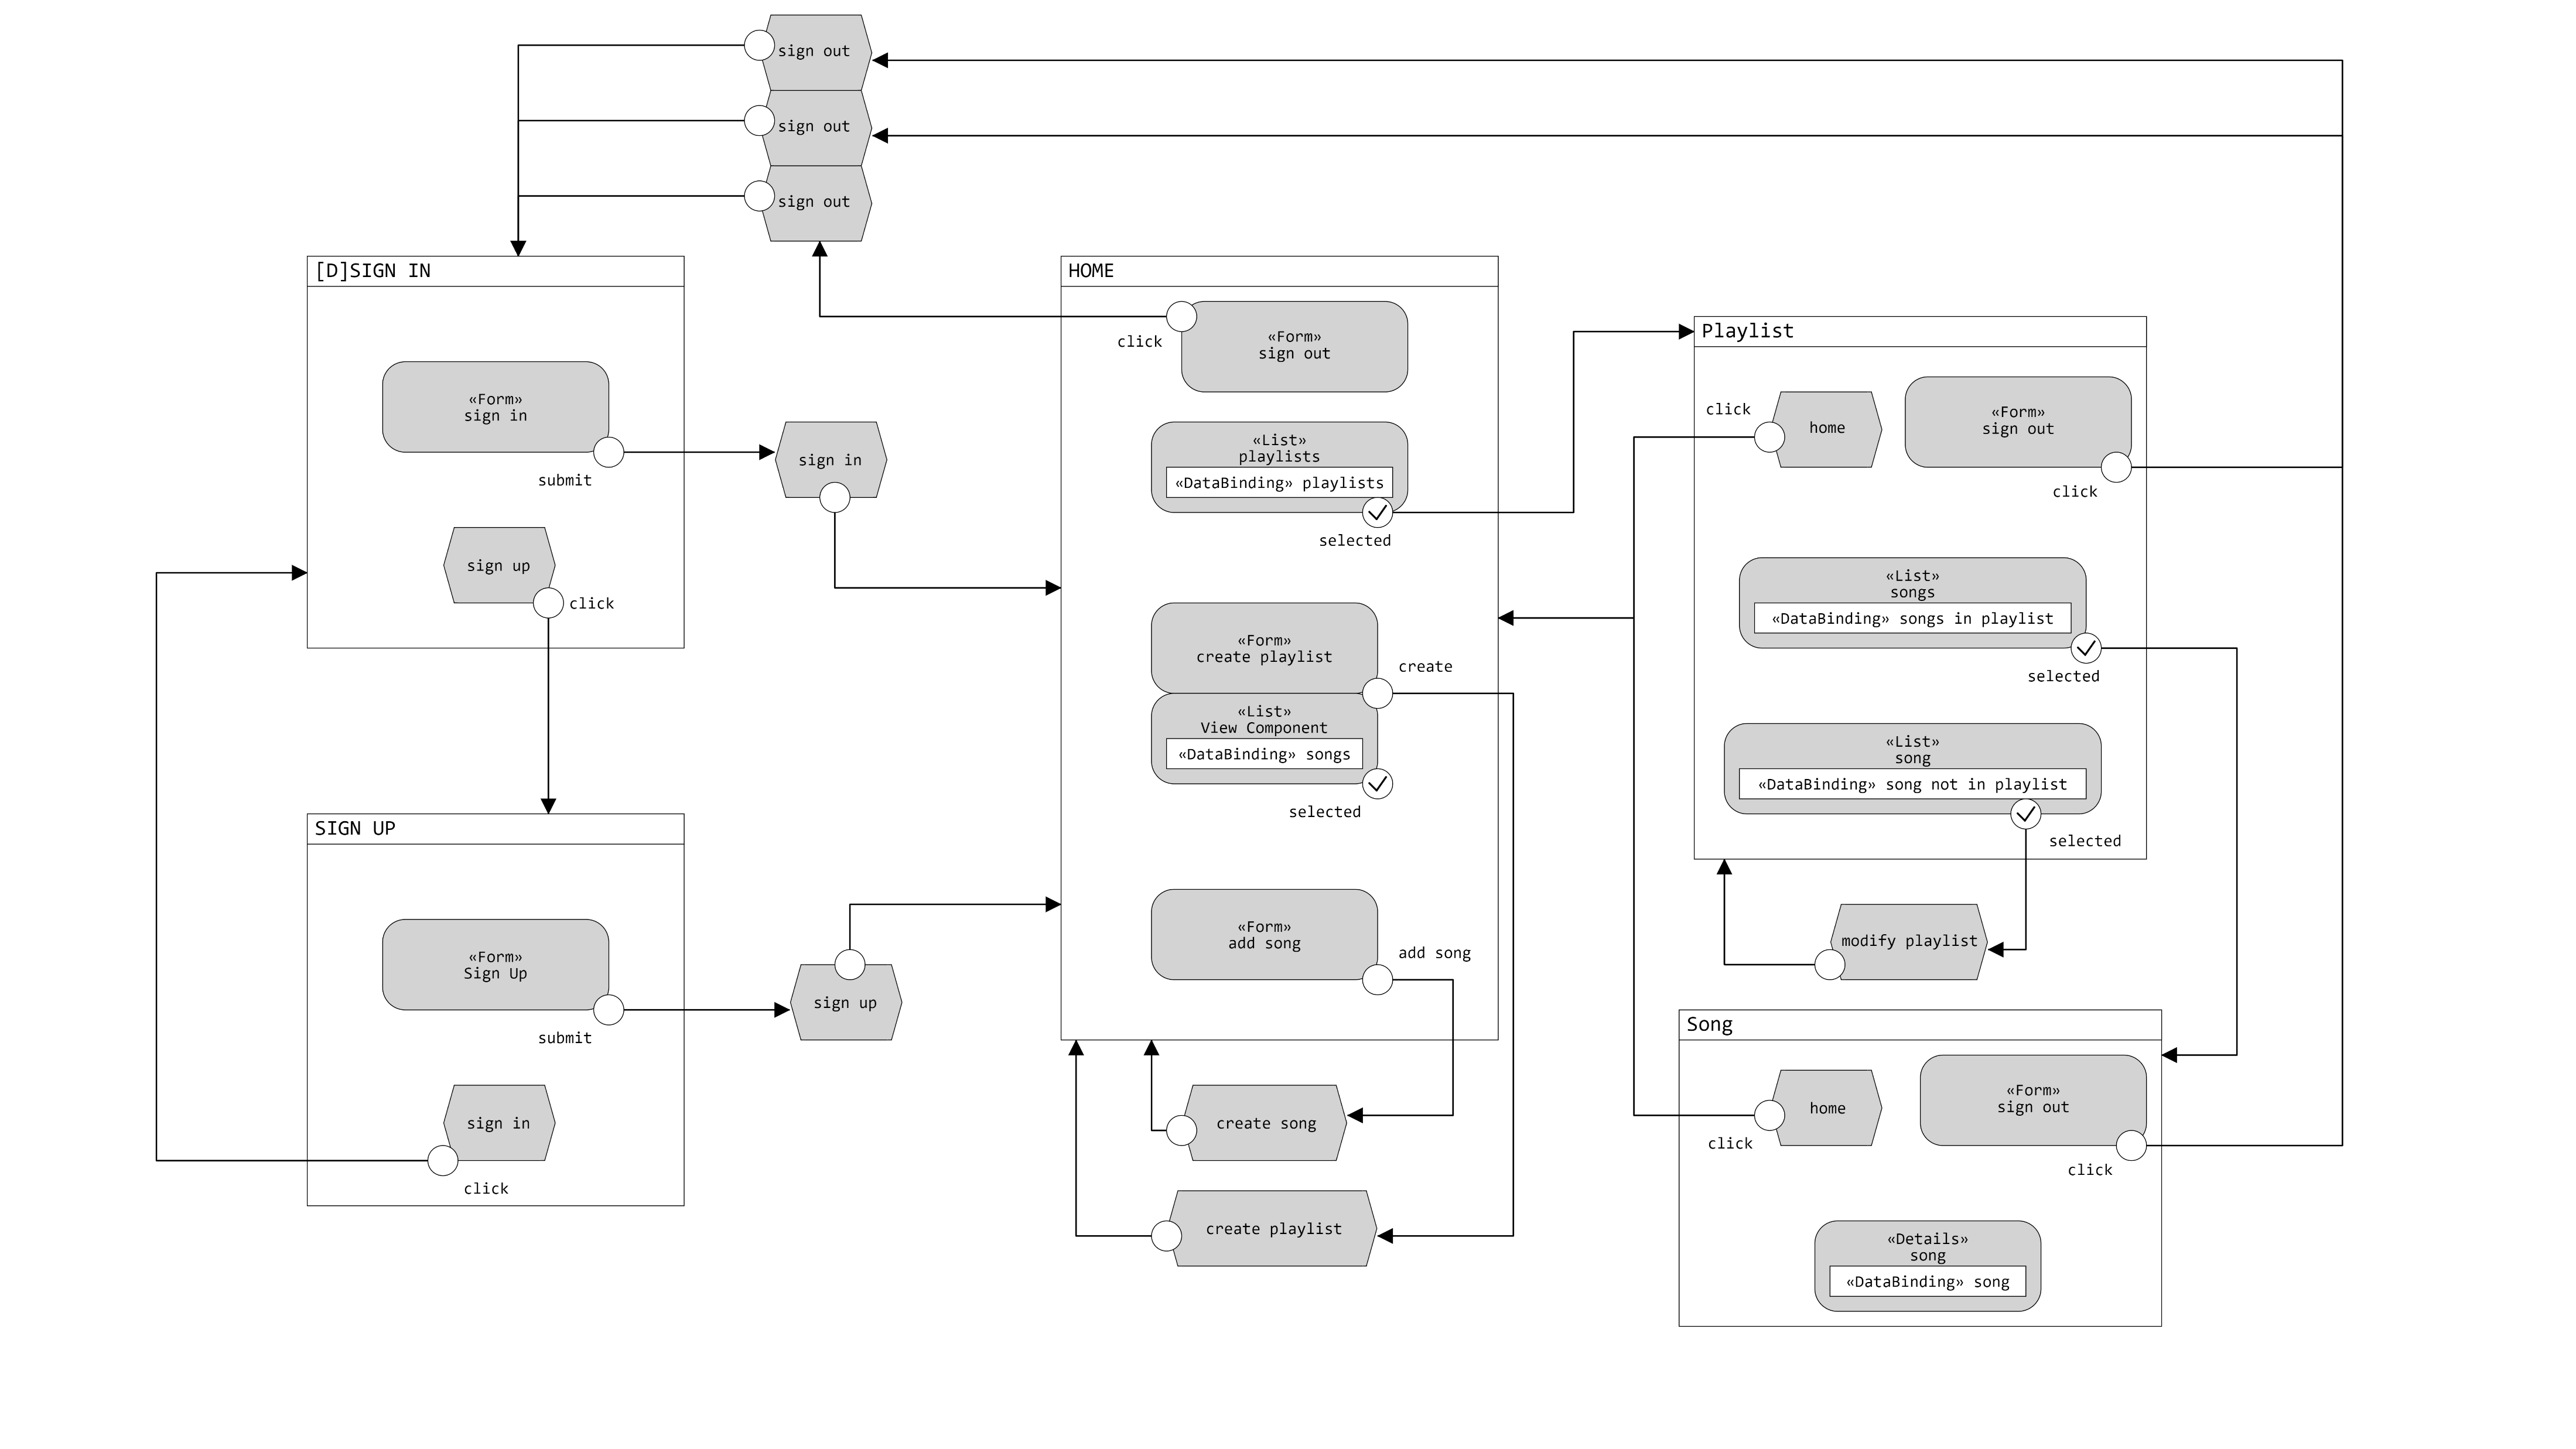 sign out
sign out
sign out
[D]SIGN IN
«Form»
sign in
submit
sign up
click
sign in
SIGN UP
«Form»
Sign Up
submit
sign in
click
sign up
HOME
click
«Form»
sign out
«List»
playlists
«DataBinding» playlists
selected
«Form»
create playlist
create
«List»
View Component
«DataBinding» songs
selected
«Form»
add song
add song
create song
create playlist
Playlist
click
home
«Form»
sign out
click
«List»
songs
«DataBinding» songs in playlist
selected
«List»
song
«DataBinding» song not in playlist
selected
modify playlist
Song
home
click
«Form»
sign out
click
«Details»
song
«DataBinding» song